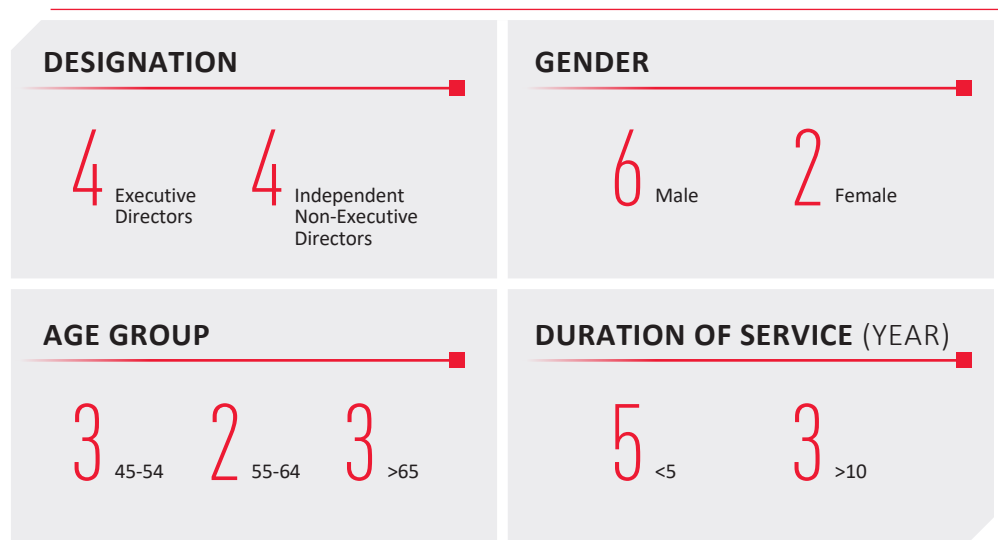 DESIGNATION
4 Executive
Directors
4 Independent
Non-Executive
Directors
GENDER
6 Male
2 Female
AGE GROUP
3 45-54
2 55-64
3 >65
DURATION OF SERVICE (YEAR)
5 <5
3 >10